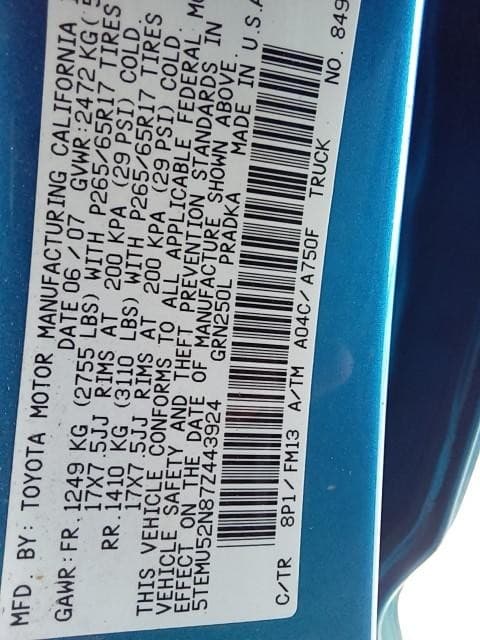 MFD. BY: TOYOTA MOTOR MANUFACTURING CALIFORNIA
DATE 06/07 GVWR:2472 KG(5
GAWR:FR.1249 KG (2755 LBS) WITH P265/65R17 TIRES
17X7.5JJ RIMS AT 200 KPA (29 PSI) COLD.
RR.1410 KG (3110 LBS) WITH P265/65R17 TIRES
17X7.5JJ RIMS AT 200 KPA (29 PSI) COLD.
THIS VEHICLE CONFORMS TO ALL APPLICABLE FEDERAL
VEHICLE SAFETY AND THEFT PREVENTION STANDARDS IN
EFFECT ON THE DATE OF MANUFACTURE SHOWN ABOVE.
5TEMU52N87Z443924 GRN250L PRADKA MADE IN U.S.A
C/TR 8P1/FM13 A/TM A04C/A750F TRUCK NO. 849